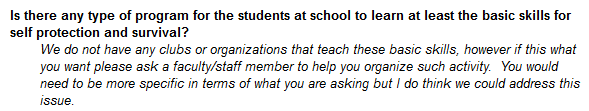 Is there any type of program for the students at school to learn at least the basic skills for
self protection and survival?
We do not have any clubs or organizations that teach these basic skills, however if this what
you want please ask a faculty/staff member to help you organize such activity.  You would
need to be more specific in terms of what you are asking but I do think we could address this
issue.